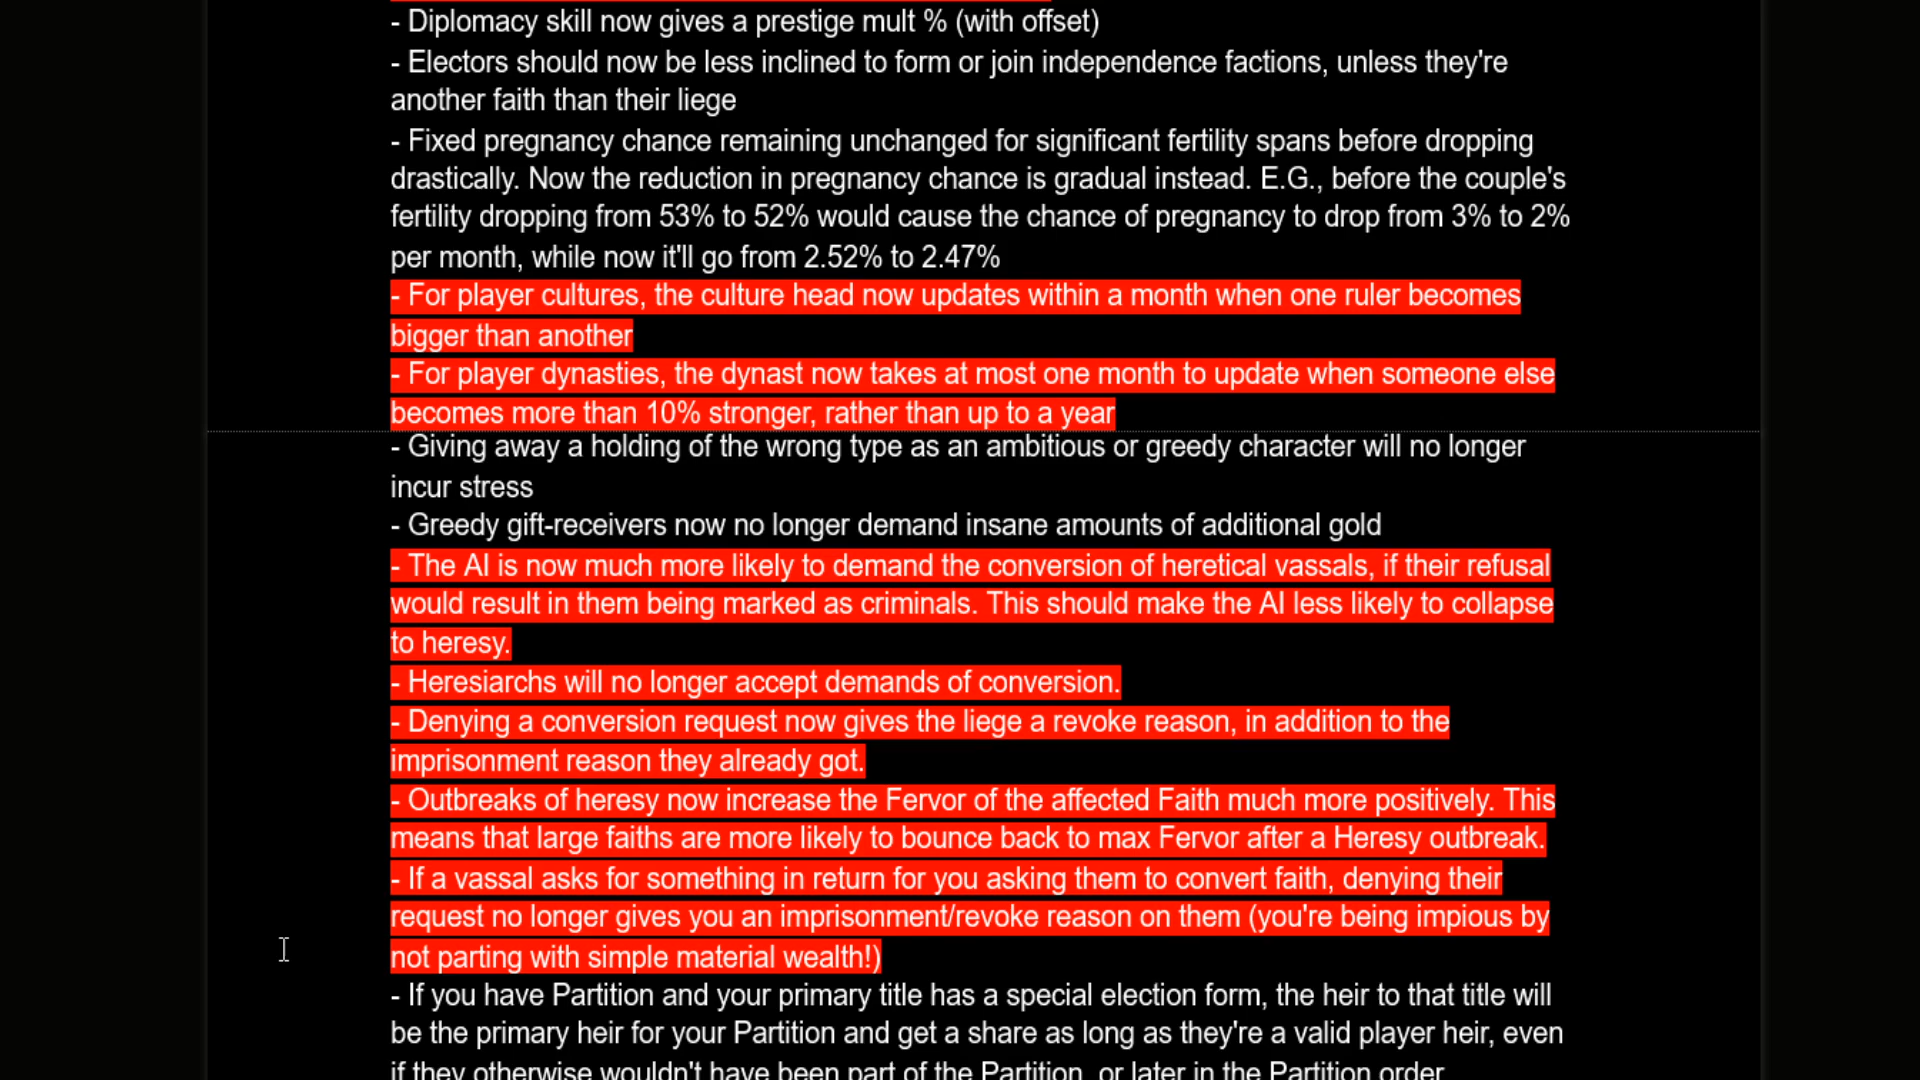 - Diplomacy skill now gives a prestige mult % (with offset)
- Electors should now be less inclined to form or join independence factions, unless they're
another faith than their liege
- Fixed pregnancy chance remaining unchanged for significant fertility spans before dropping
drastically. Now the reduction in pregnancy chance is gradual instead. E.G., before the couple's
fertility dropping from 53% to 52% would cause the chance of pregnancy to drop from 3% to 2%
per month, while now it'll go from 2.52% to 2.47%
- For player cultures, the culture head now updates within a month when one ruler becomes
bigger than another
- For player dynasties, the dynast now takes at most one month to update when someone else
becomes more than 10% stronger, rather than up to a year
- Giving away a holding of the wrong type as an ambitious or greedy character will no longer
incur stress
- Greedy gift-receivers now no longer demand insane amounts of additional gold
- The AI is now much more likely to demand the conversion of heretical vassals, if their refusal
would result in them being marked as criminals. This should make the AI less likely to collapse
to heresy.
- Heresiarchs will no longer accept demands of conversion.
- Denying a conversion request now gives the liege a revoke reason, in addition to the
imprisonment reason they already got.
- Outbreaks of heresy now increase the Fervor of the affected Faith much more positively. This
means that large faiths are more likely to bounce back to max Fervor after a Heresy outbreak.
- If a vassal asks for something in return for you asking them to convert faith, denying their
request no longer gives you an imprisonment/revoke reason on them (you're being impious by
not parting with simple material wealth!)
- If you have Partition and your primary title has a special election form, the heir to that title will
be the primary heir for your Partition and get a share as long as they're a valid player heir, even
if they otherwise wouldn't have been part of the Partition, or later in the Partition order